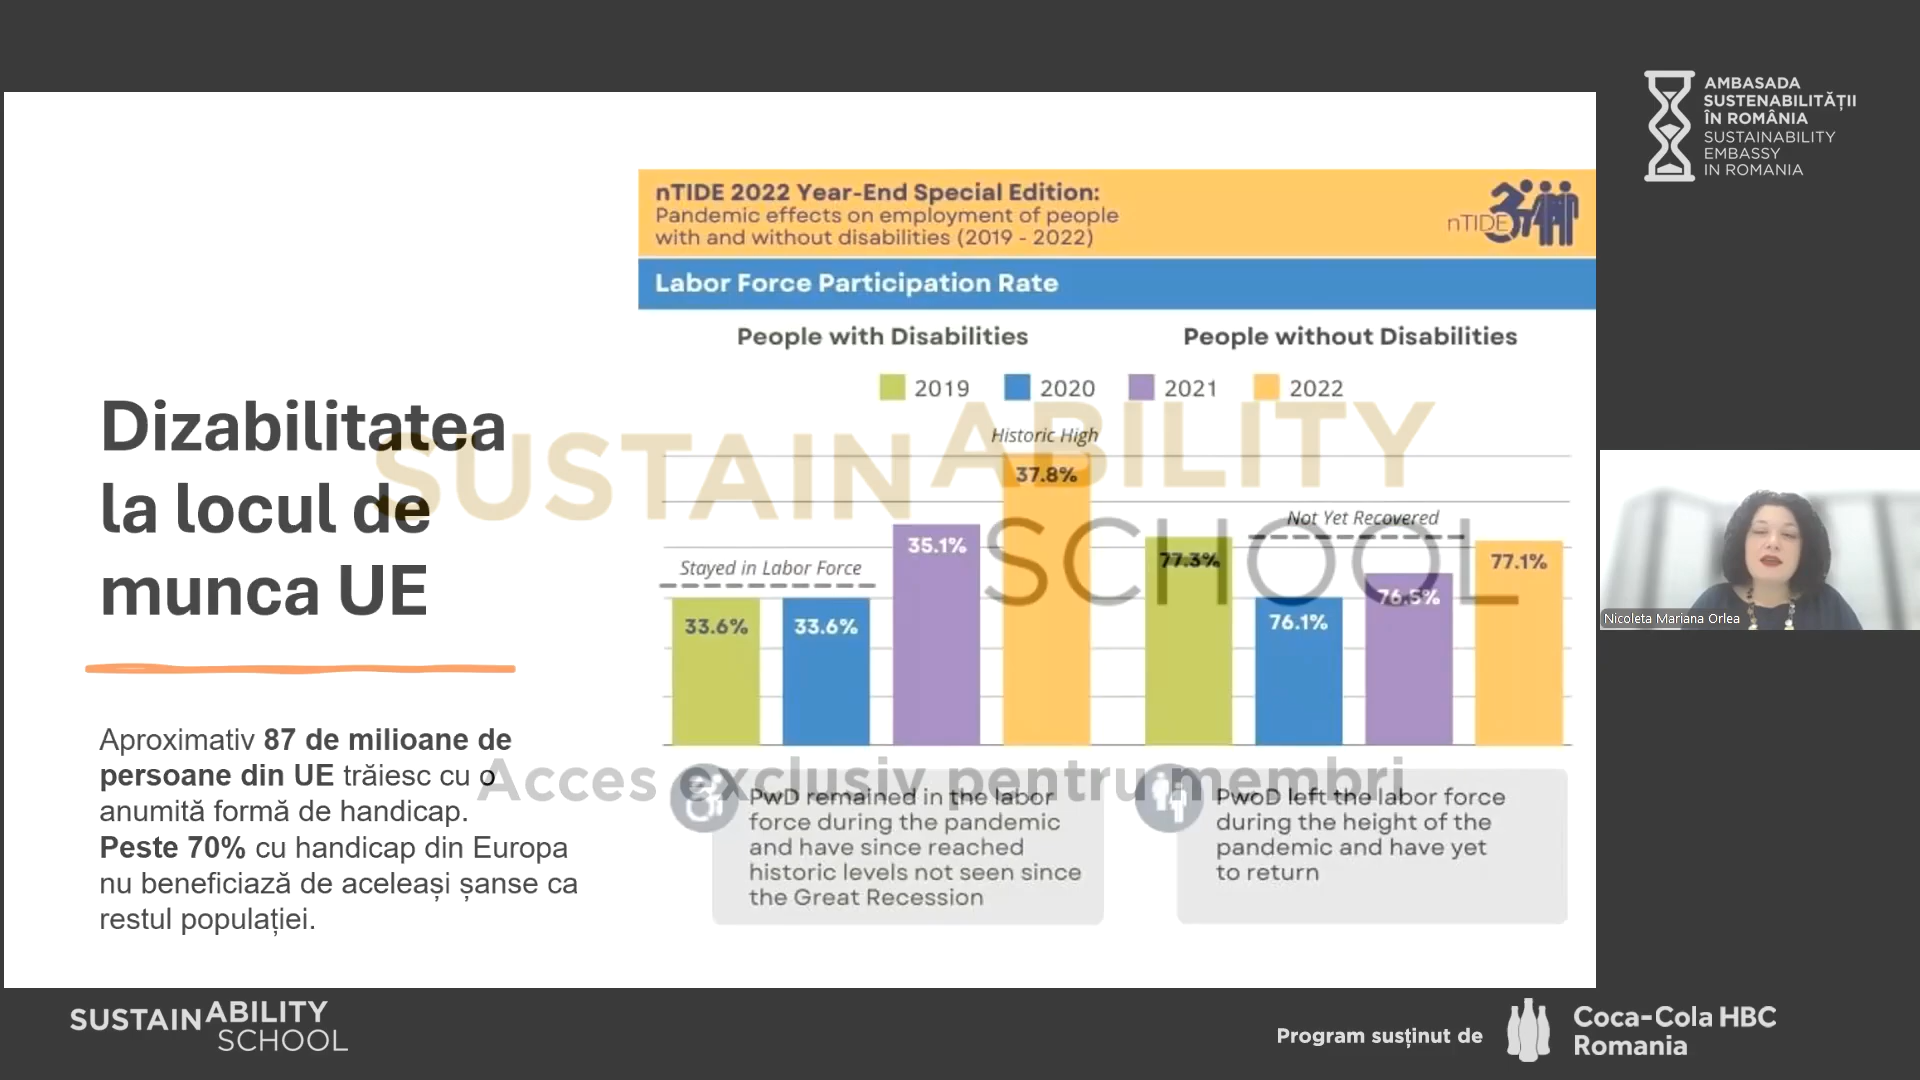 AMBASADA
SUSTENABILITĂȚII
ÎN ROMÂNIA
SUSTAINABILITY
EMBASSY
IN ROMANIA
Dizabilitatea
la locul de
munca UE
Aproximativ 87 de milioane de
persoane din UE trăiesc cu o
anumită formă de handicap.
Peste 70% cu handicap din Europa
nu beneficiază de aceleași șanse ca
restul populației.
nTIDE 2022 Year-End Special Edition:
Pandemic effects on employment of people
with and without disabilities (2019 - 2022)
nTIDE
Labor Force Participation Rate
People with Disabilities
People without Disabilities
2019 2020 2021 2022
Historic High
37.8%
Not Yet Recovered
35.1%
Stayed in Labor Force
77.3%
77.1%
76.5%
33.6%
33.6%
76.1%
PwD remained in the labor
force during the pandemic
and have since reached
historic levels not seen since
the Great Recession
PwoD left the labor force
during the height of the
pandemic and have yet
to return
SUSTAINABILITY
SCHOOL
Acces exclusiv pentru membri
Nicoleta Mariana Orlea
SUSTAINABILITY
SCHOOL
Program susținut de
Coca-Cola HBC
Romania